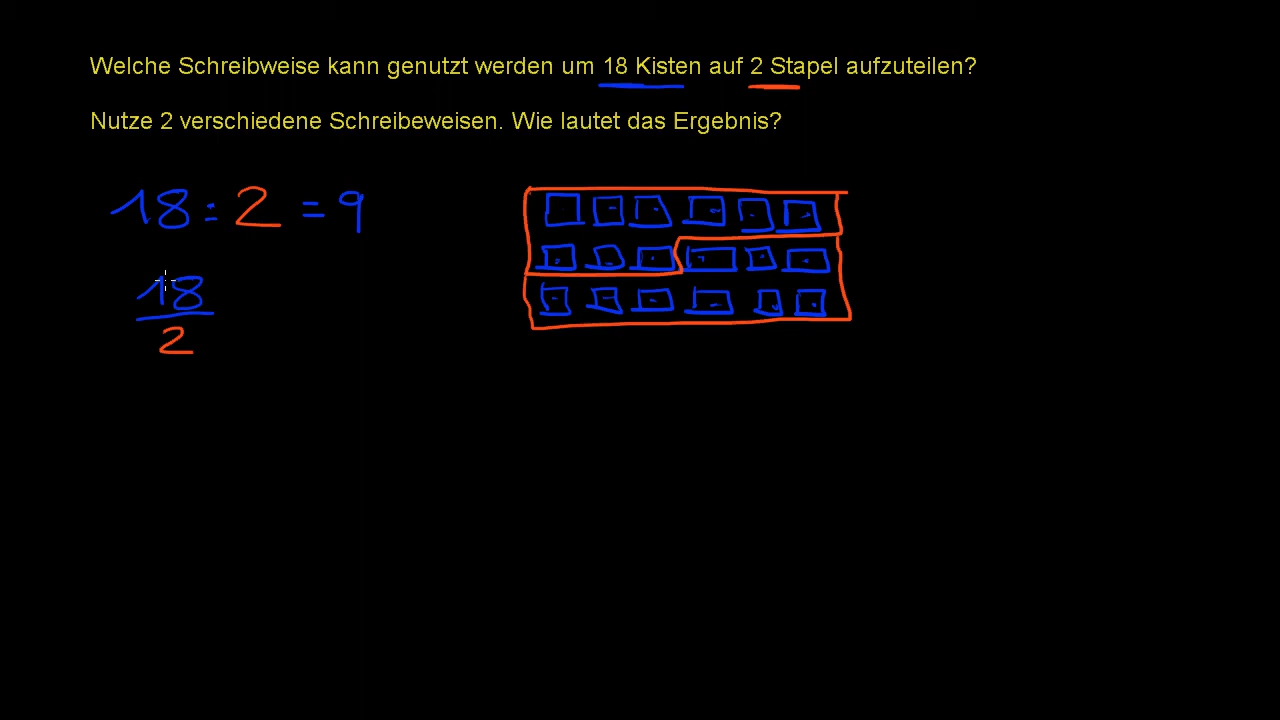 Welche Schreibweise kann genutzt werden um 18 Kisten auf 2 Stapel aufzuteilen?
Nutze 2 verschiedene Schreibeweisen. Wie lautet das Ergebnis?
18 : 2 = 9
18
2